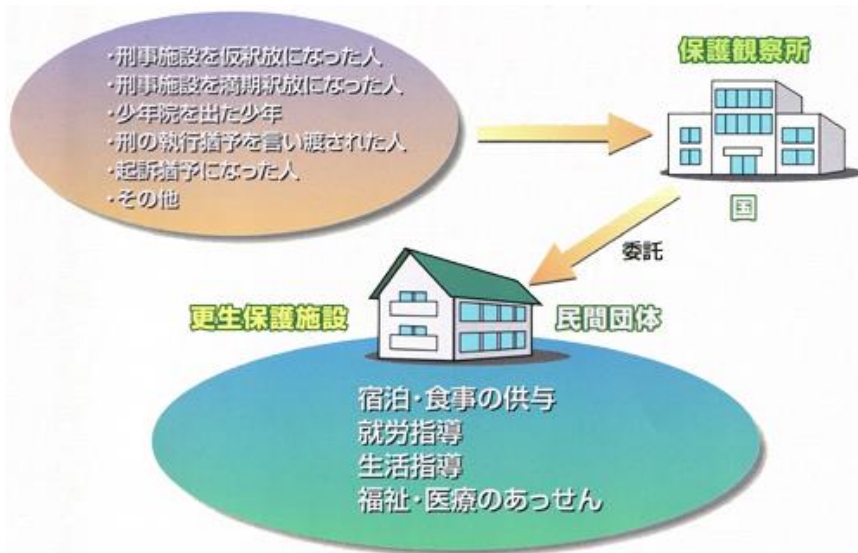 ・刑事施設を仮釈放になった人
・刑事施設を満期釈放になった人
・少年院を出た少年
・刑の執行猶予を言い渡された人
・起訴猶予になった人
・その他
保護観察所
国
委託
更生保護施設
民間団体
宿泊・食事の供与
就労指導
生活指導
福祉・医療のあっせん